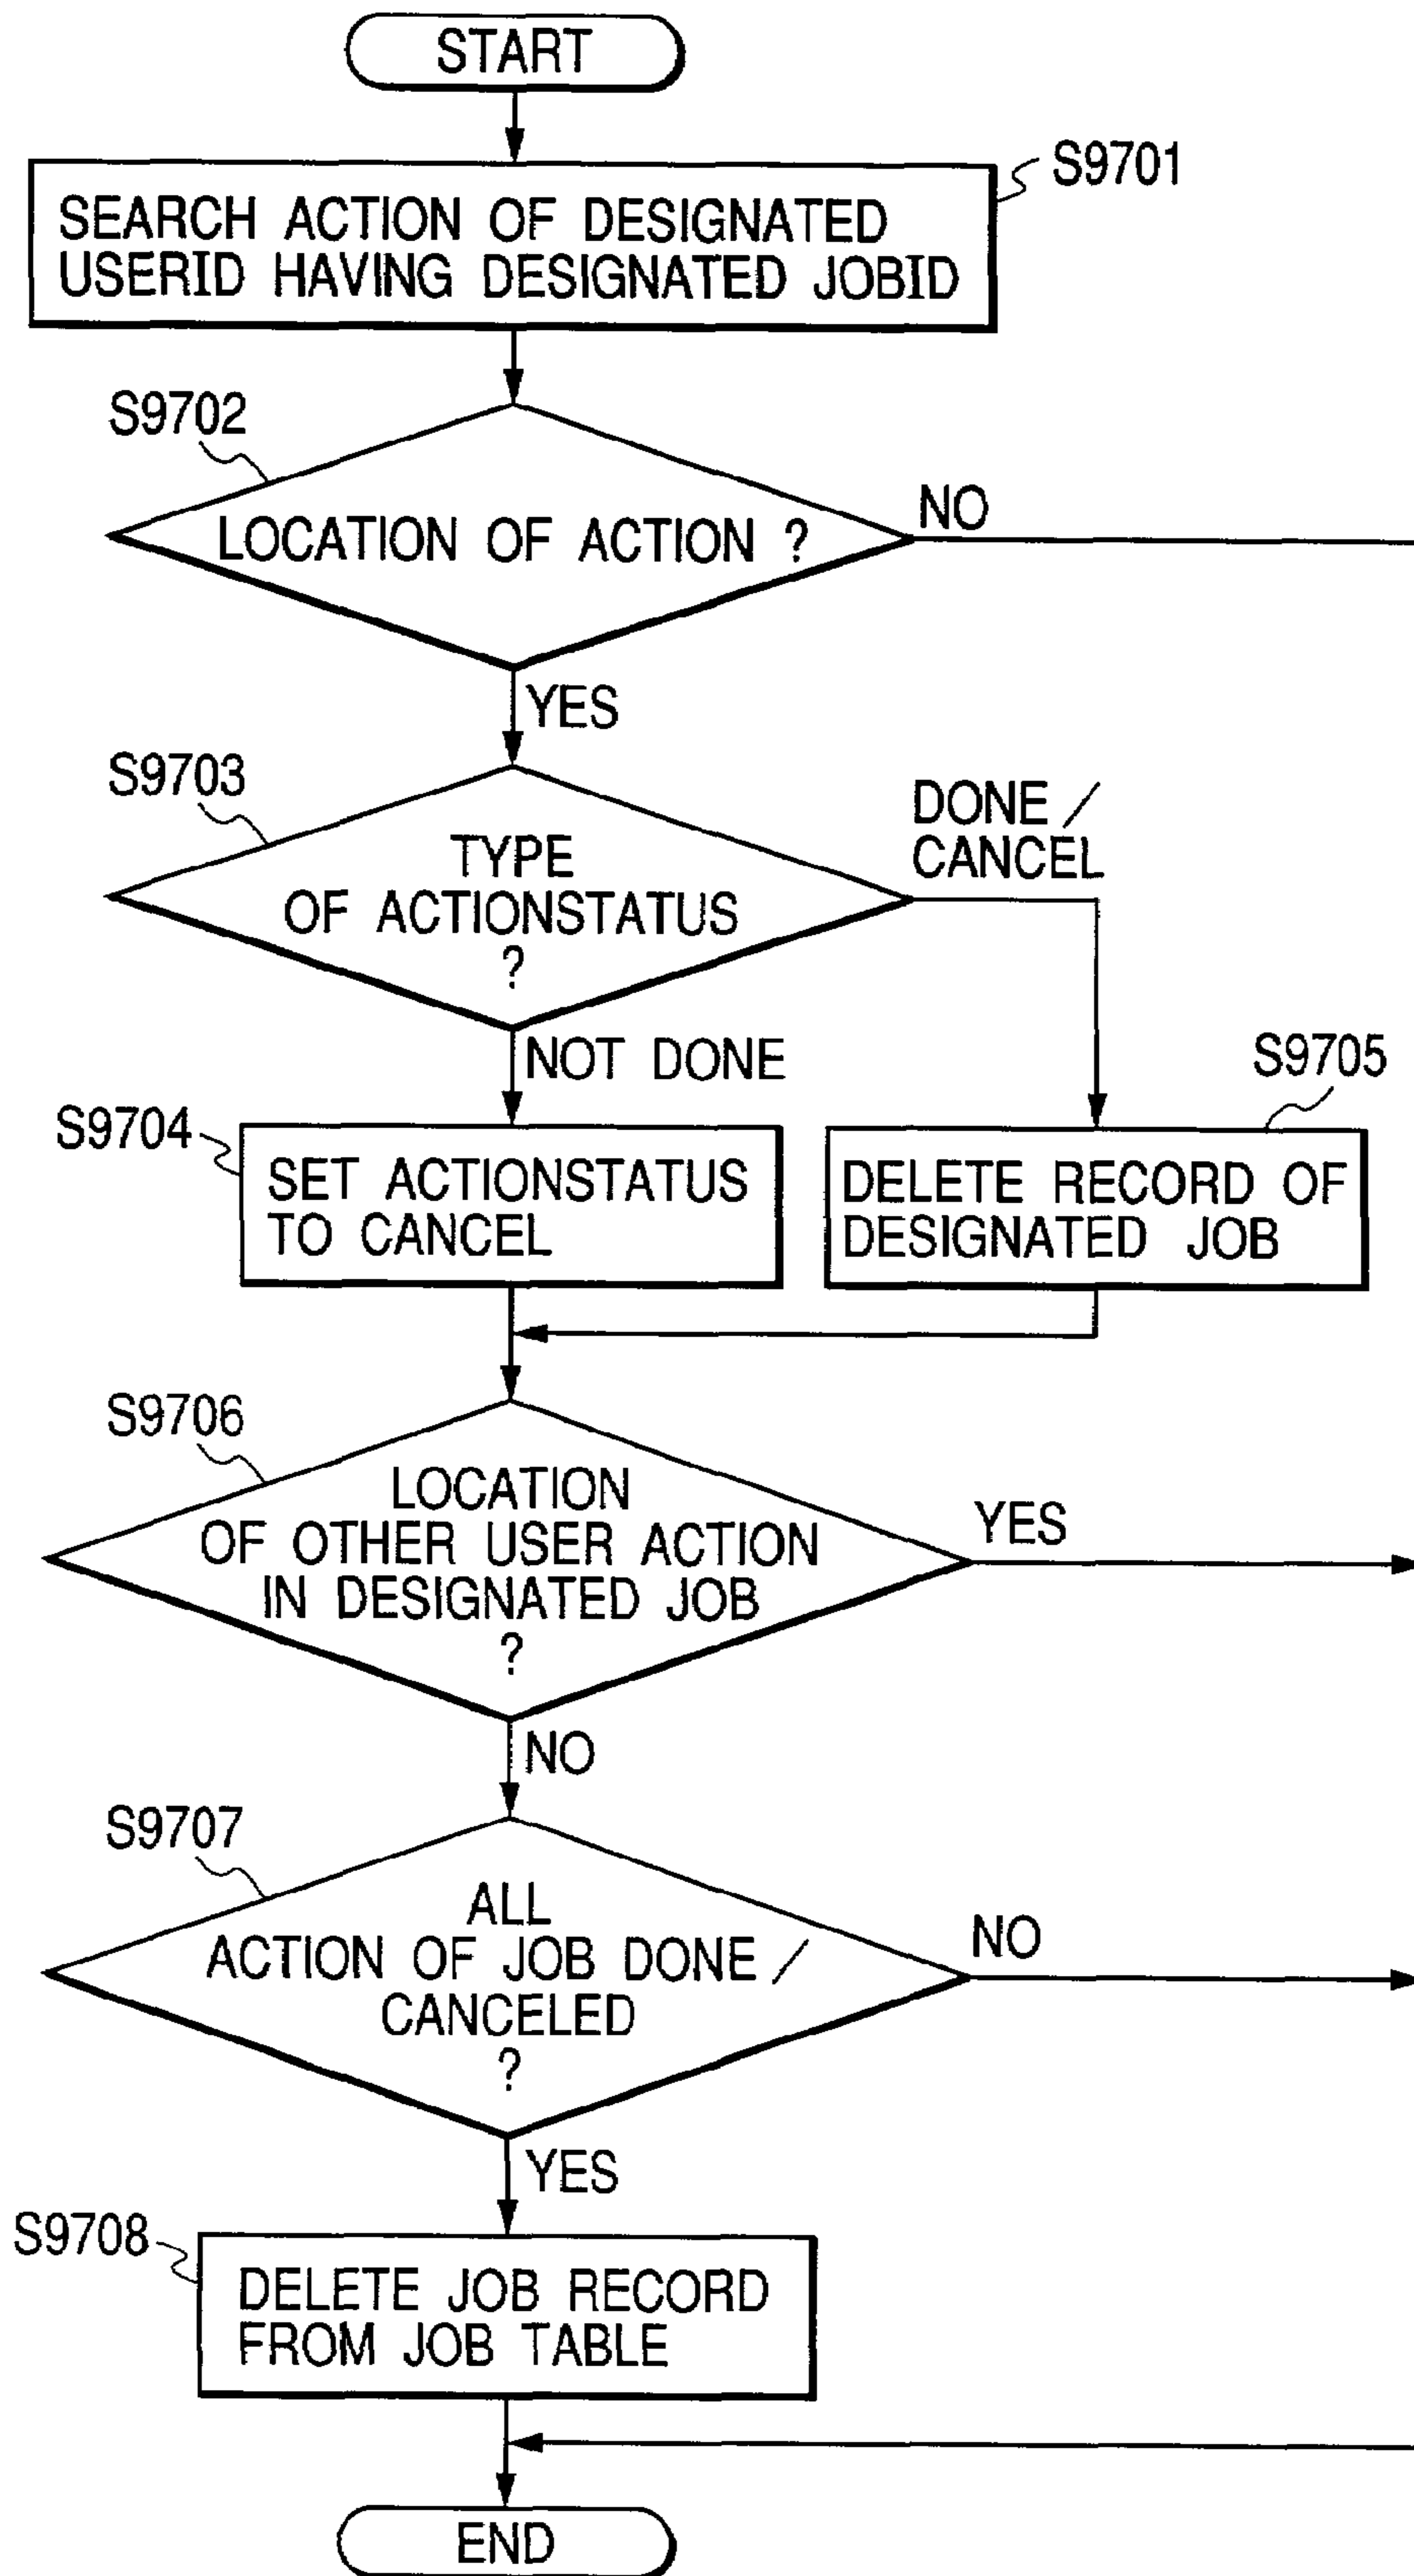 START
S9701
SEARCH ACTION OF DESIGNATED
USERID HAVING DESIGNATED JOBID
S9702
LOCATION OF ACTION ?
NO
YES
S9703
TYPE
OF ACTIONSTATUS
?
DONE /
CANCEL
NOT DONE
S9704
SET ACTIONSTATUS
TO CANCEL
S9705
DELETE RECORD OF
DESIGNATED JOB
S9706
LOCATION
OF OTHER USER ACTION
IN DESIGNATED JOB
?
YES
NO
S9707
ALL
ACTION OF JOB DONE /
CANCELED
?
NO
YES
S9708
DELETE JOB RECORD
FROM JOB TABLE
END